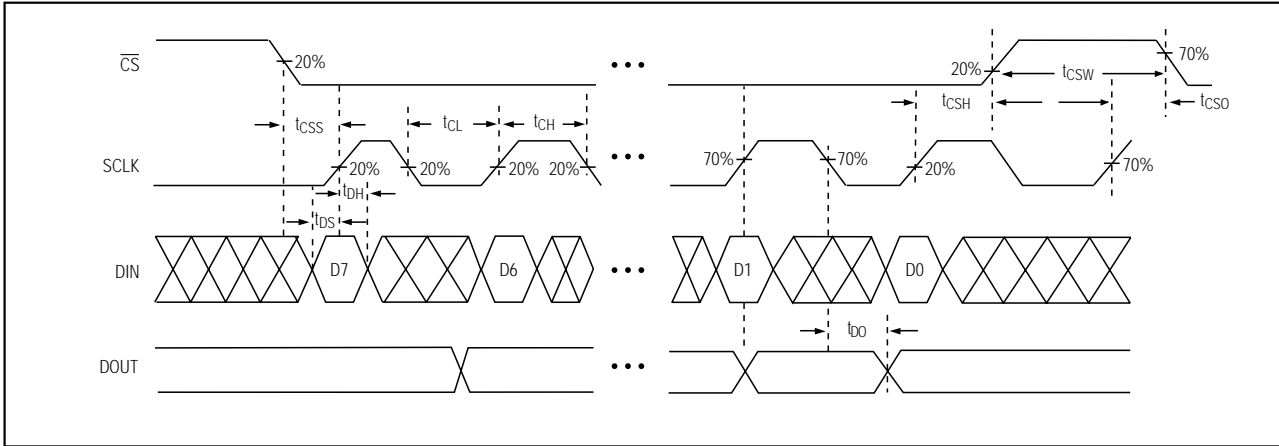 CS
20%
•••
20%
tCSW
70%
tCSS
tCL
tCH
tCSH
tCSO
SCLK
20%
20%
20%
20%
•••
70%
70%
20%
70%
tDH
tDS
DIN
D7
D6
•••
D1
D0
tDO
DOUT
•••